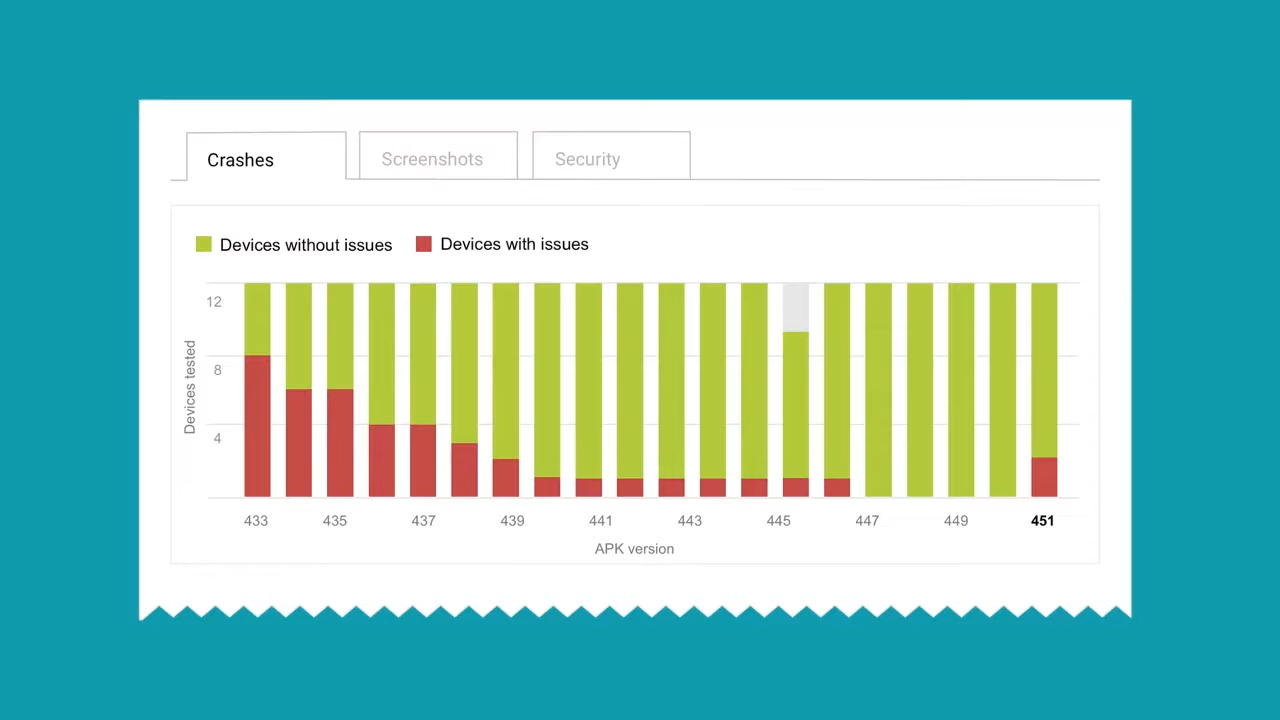 Crashes
Screenshots
Security
Devices without issues
Devices with issues
12
8
4
Devices tested
433 435 437 439 441 443 445 447 449 451
APK version